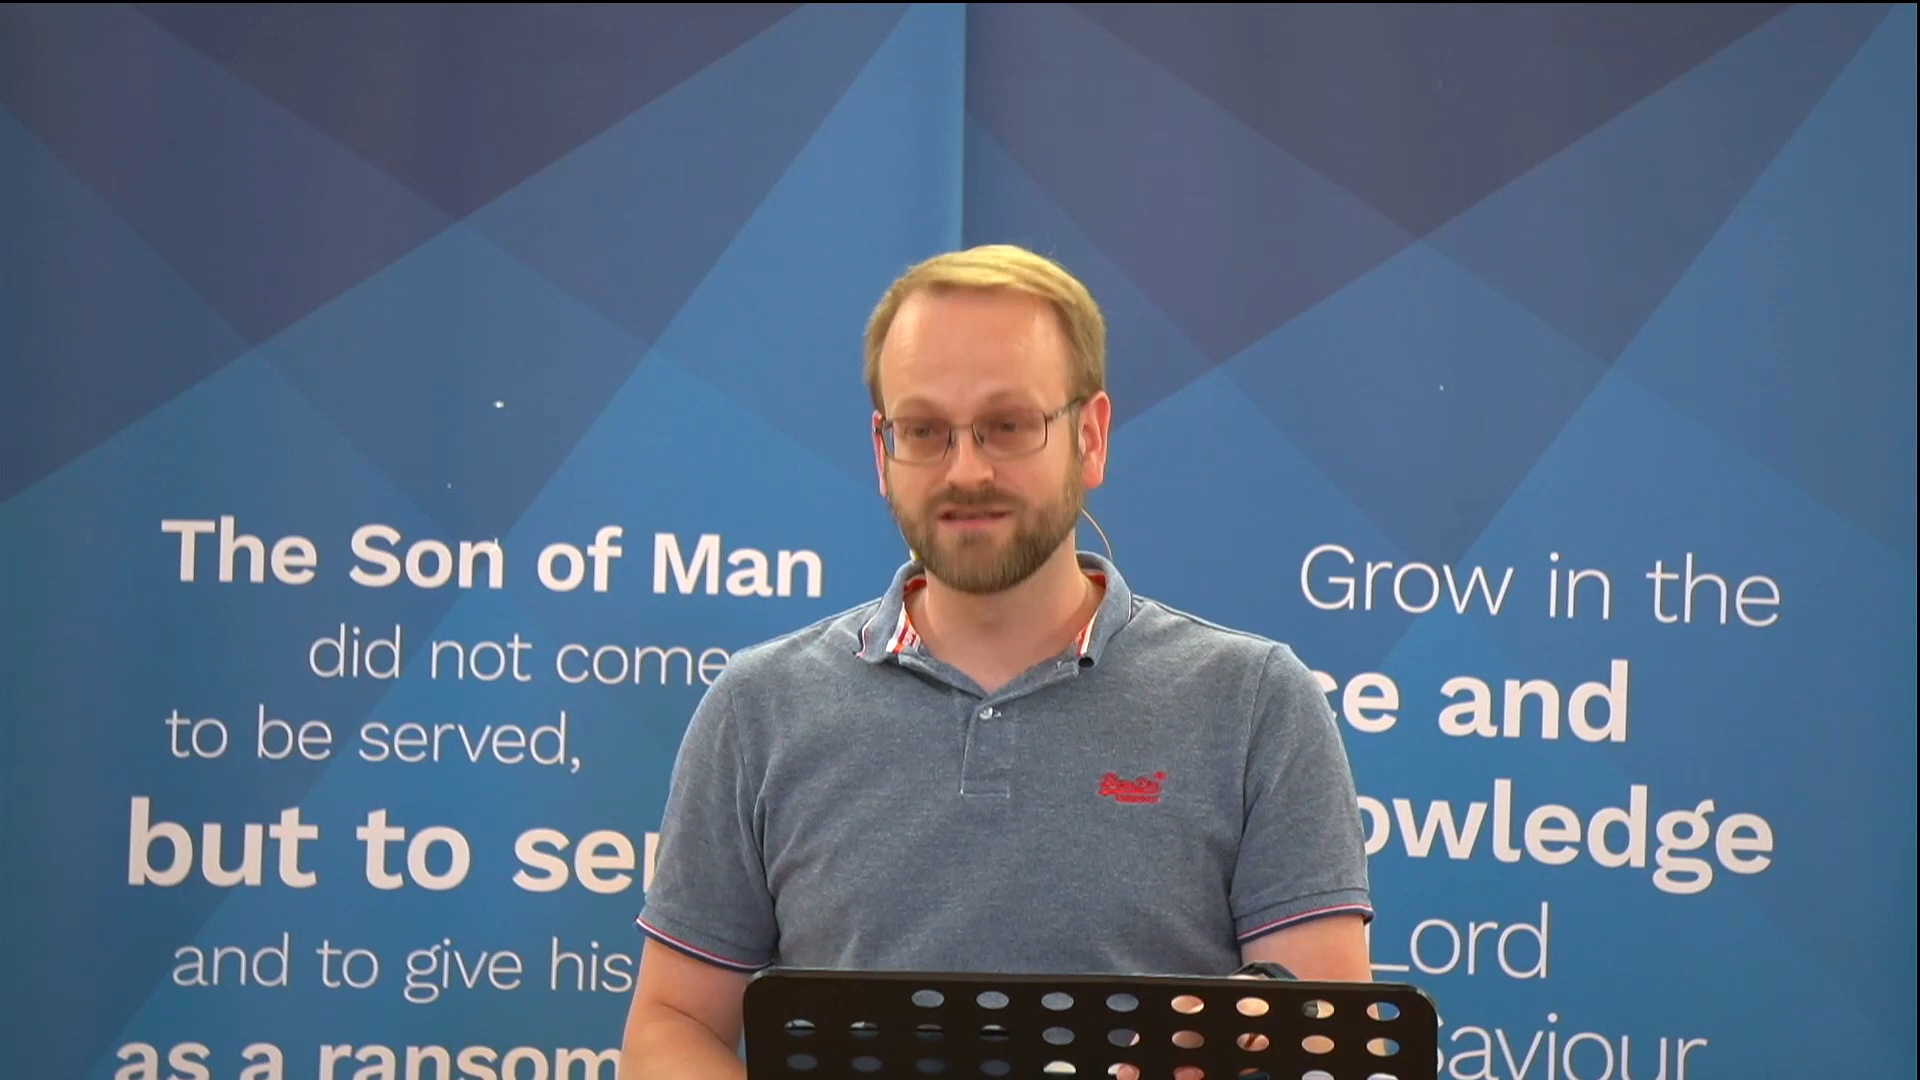 The Son of Man
did not come
to be served,
but to ser
and to give his
as a ransom
Grow in the
ce and
owledge
Lord
Saviour